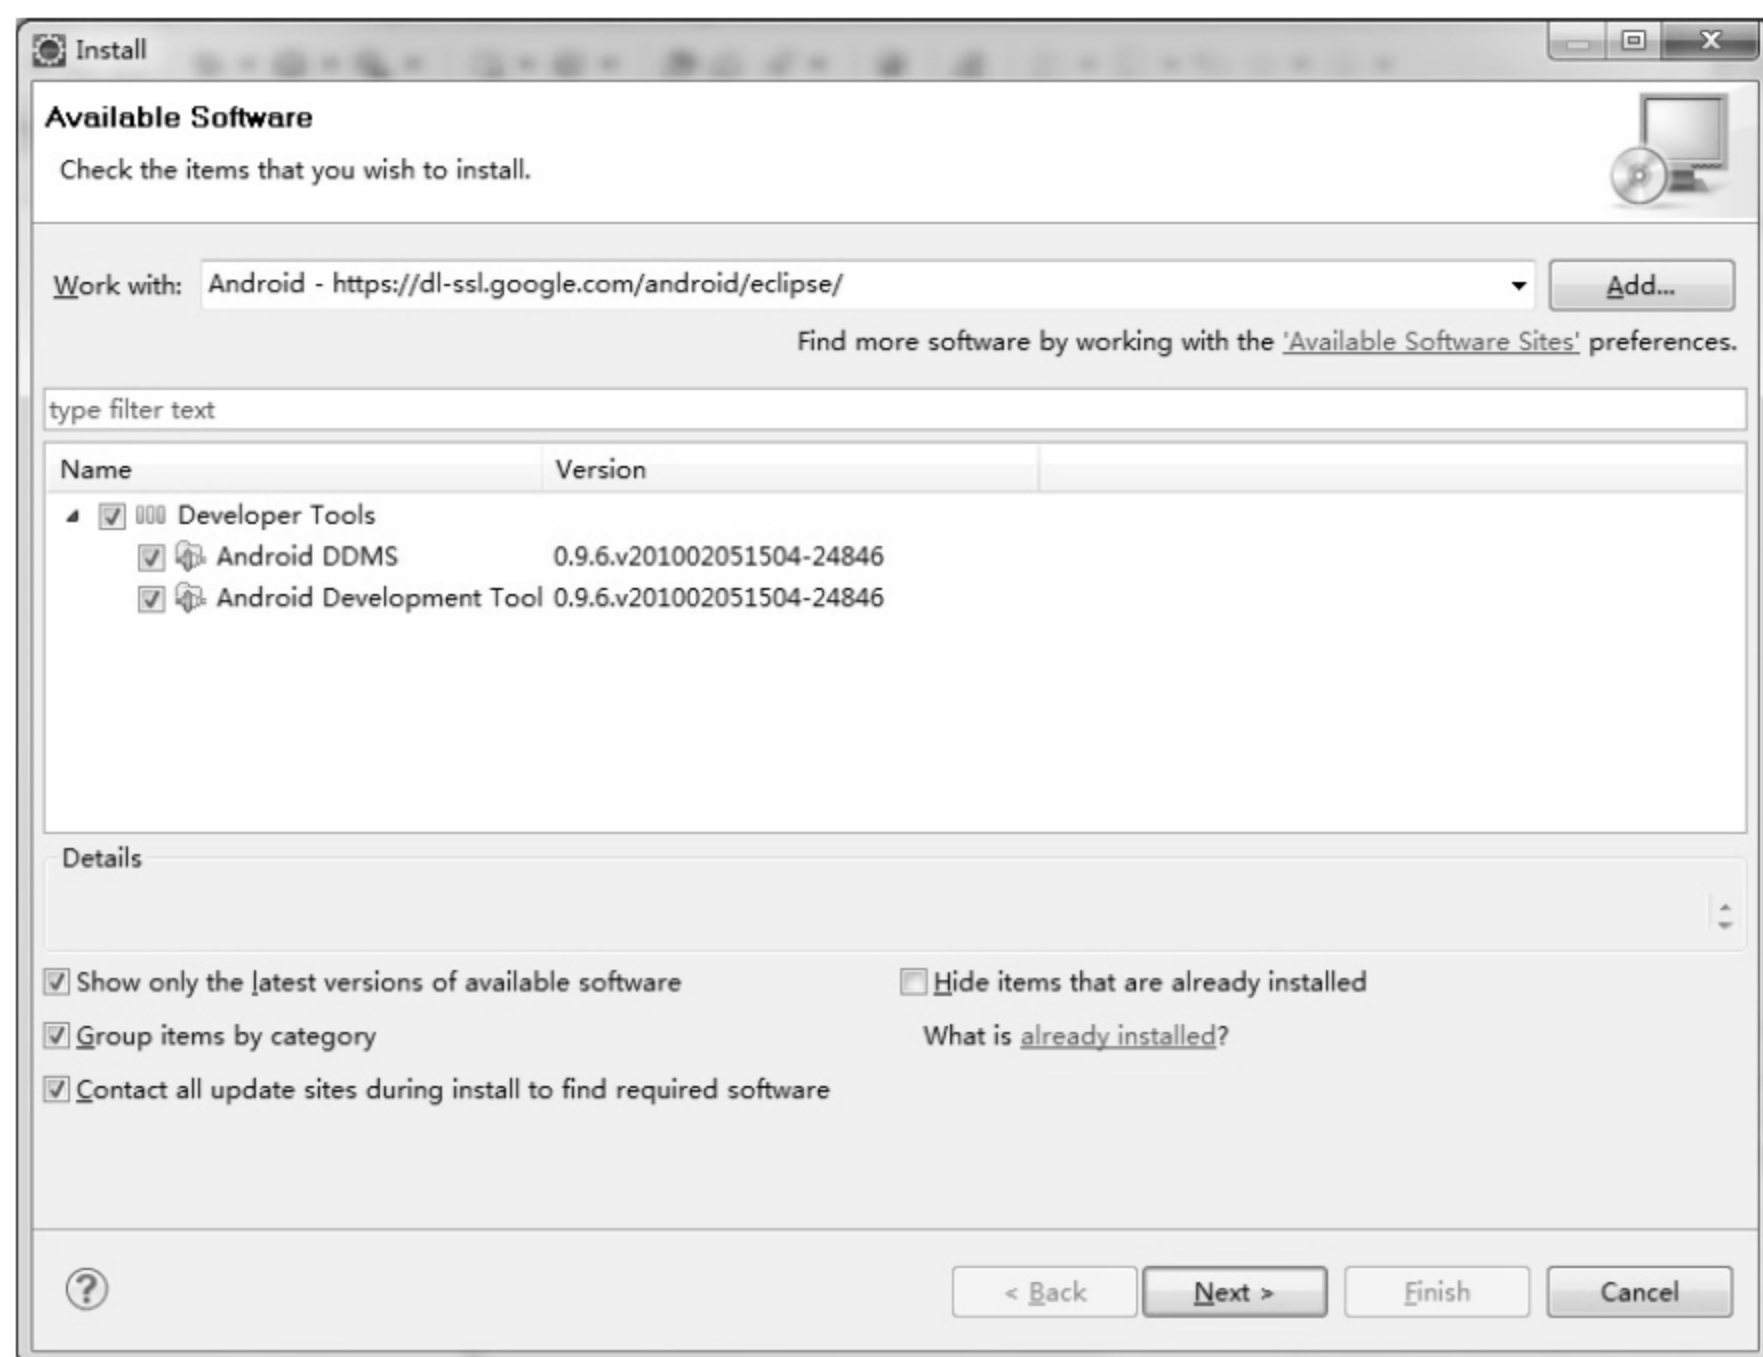 Install
Available Software
Check the items that you wish to install.
Work with: Android - https://dl-ssl.google.com/android/eclipse/ Add...
Find more software by working with the 'Available Software Sites' preferences.
type filter text
Name Version
Developer Tools
Android DDMS 0.9.6.v201002051504-24846
Android Development Tool 0.9.6.v201002051504-24846
Details
Show only the latest versions of available software Hide items that are already installed
Group items by category What is already installed?
Contact all update sites during install to find required software
? < Back Next > Finish Cancel